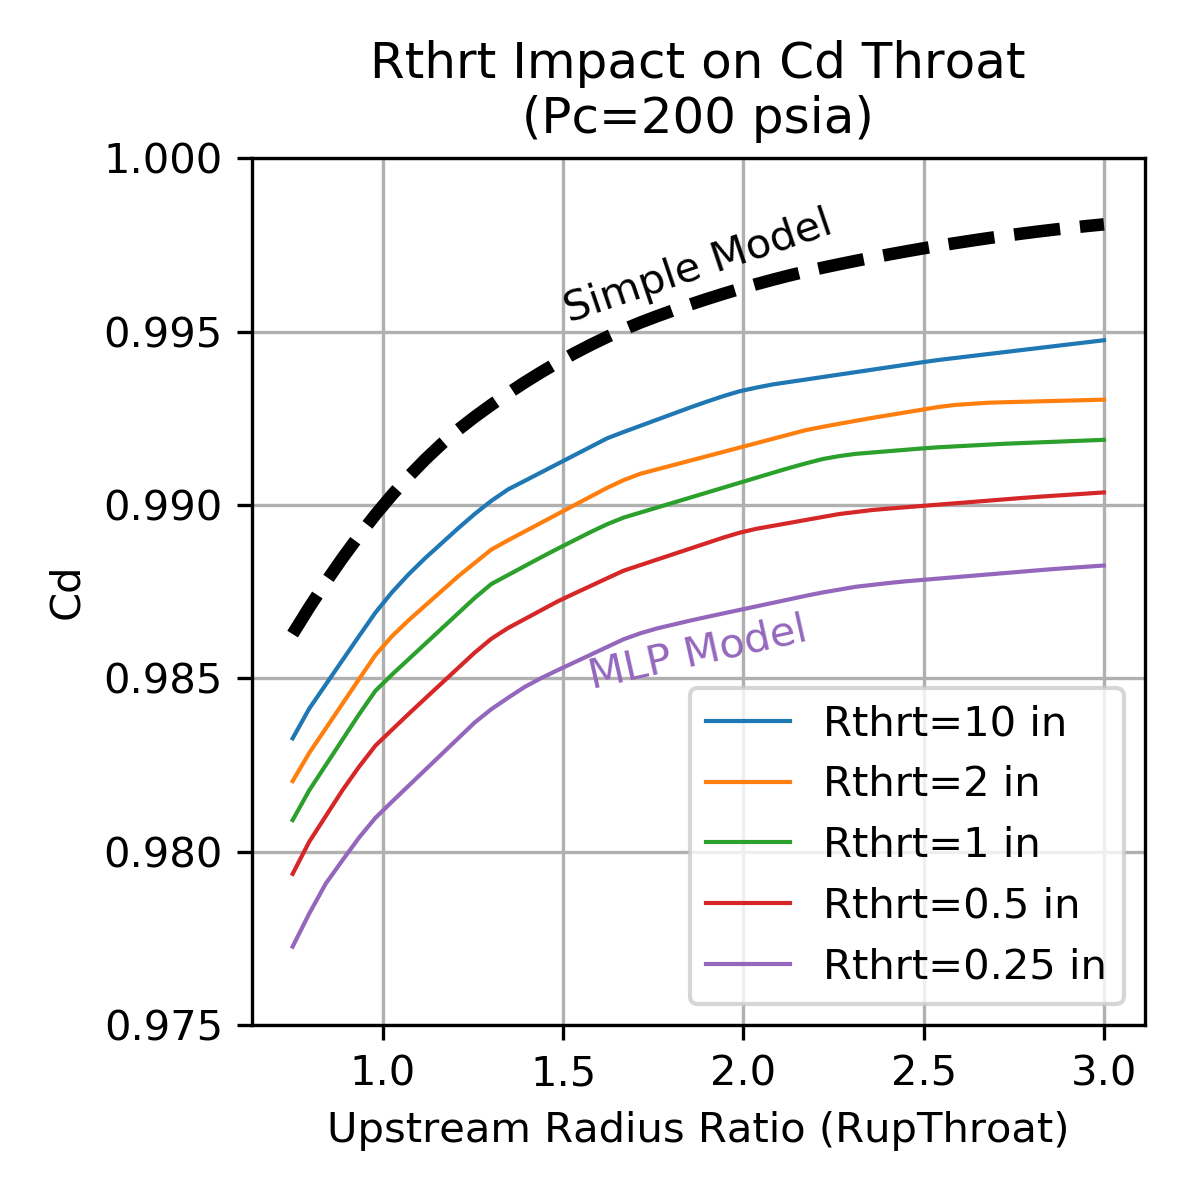 Rthrt Impact on Cd Throat
(Pc=200 psia)
1.000
0.995
0.990
0.985
0.980
0.975
Cd
Simple Model
MLP Model
Rthrt=10 in
Rthrt=2 in
Rthrt=1 in
Rthrt=0.5 in
Rthrt=0.25 in
1.0 1.5 2.0 2.5 3.0
Upstream Radius Ratio (RupThroat)